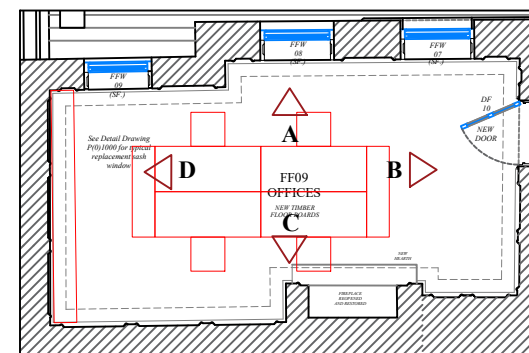 FFW
09
(SF.)
FFW
08
(SF.)
FFW
07
(SF.)
DF
10
NEW
DOOR
See Detail Drawing
P(0)1000 for typical
replacement sash
window
A
D
B
FF09
OFFICES
NEW TIMBER
FLOOR BOARDS
C
NEW
HEARTH
FIREPLACE
REOPENED
AND RESTORED